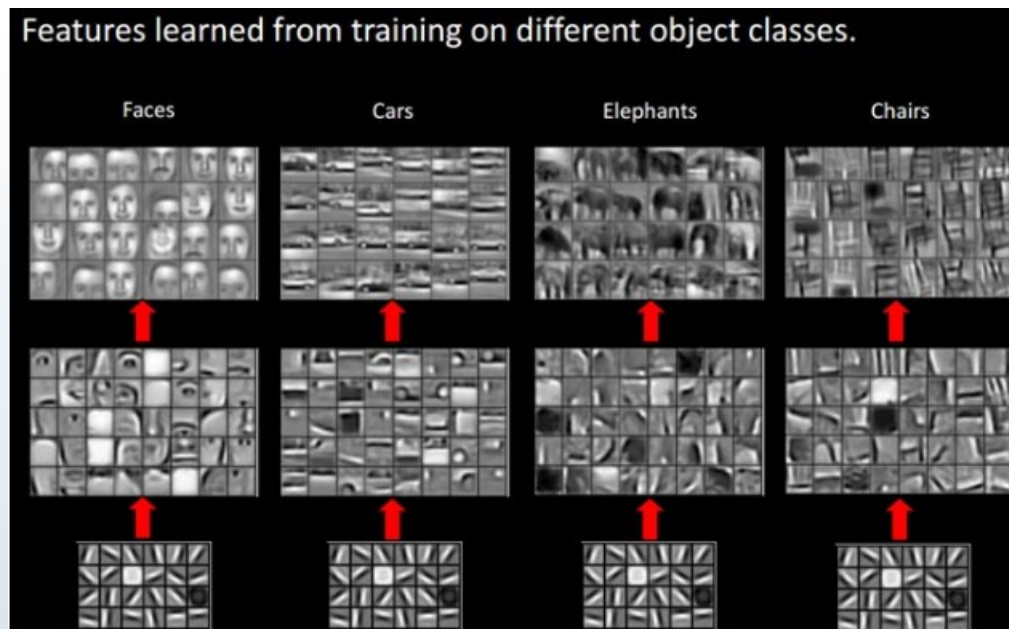 Features learned from training on different object classes.
Faces
Cars
Elephants
Chairs